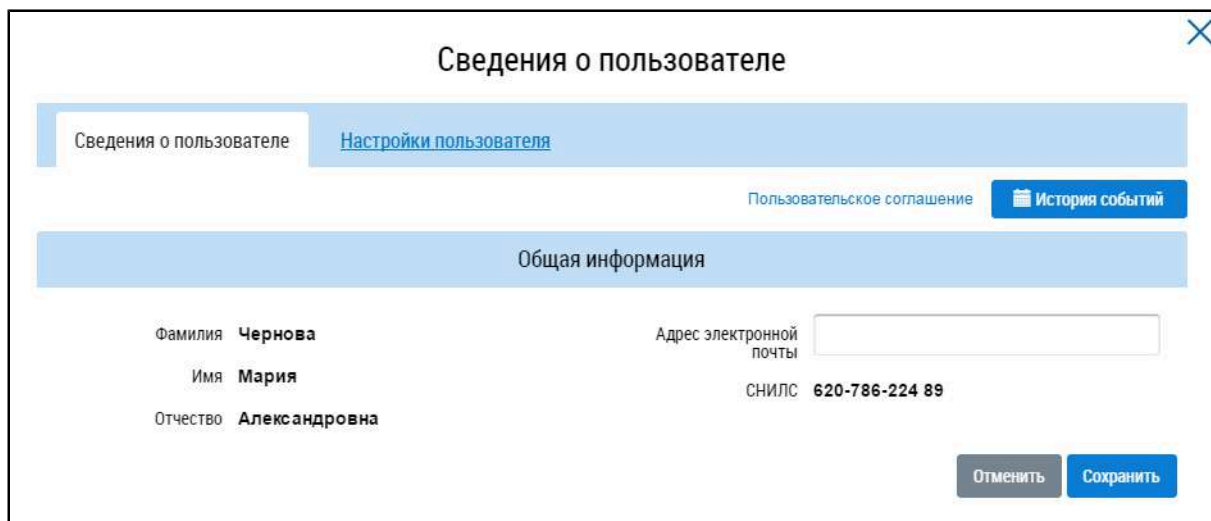 Сведения о пользователе
Сведения о пользователе Настройки пользователя
Пользовательское соглашение История событий
Общая информация
Фамилия Чернова
Имя Мария
Отчество Александровна
Адрес электронной
почты
СНИЛС 620-786-224 89
Отменить Сохранить